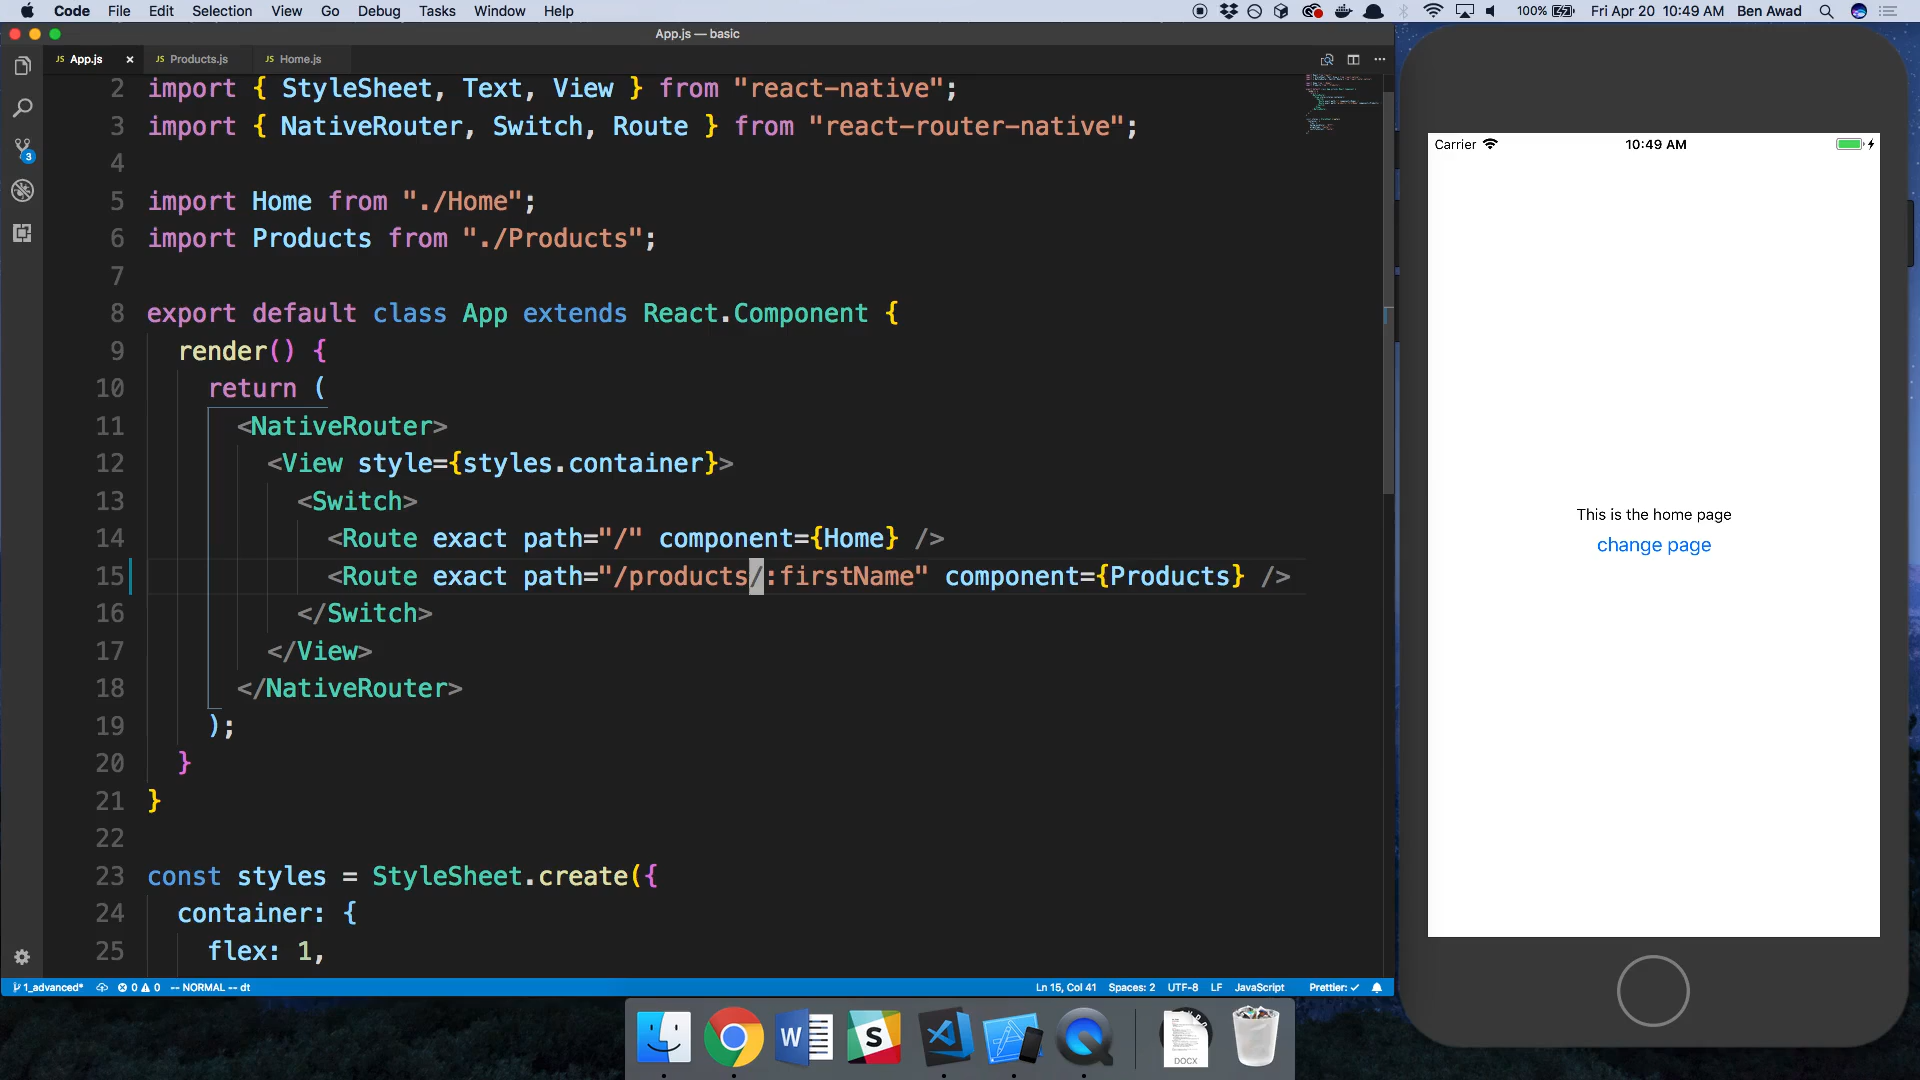 Code File Edit Selection View Go Debug Tasks Window Help
100% Fri Apr 20 10:49 AM Ben Awad
App.js — basic
JS App.js × JS Products.js JS Home.js
2 import { StyleSheet, Text, View } from "react-native";
3 import { NativeRouter, Switch, Route } from "react-router-native";
4
5 import Home from "./Home";
6 import Products from "./Products";
7
8 export default class App extends React.Component {
9 render() {
10 return (
11 <NativeRouter>
12 <View style={styles.container}>
13 <Switch>
14 <Route exact path="/" component={Home} />
15 <Route exact path="/products/:firstName" component={Products} />
16 </Switch>
17 </View>
18 </NativeRouter>
19 );
20 }
21 }
22
23 const styles = StyleSheet.create({
24 container: {
25 flex: 1,
3
1_advanced* 0 0 -- NORMAL -- dt
Ln 15, Col 41 Spaces: 2 UTF-8 LF JavaScript Prettier: ✓
Carrier 10:49 AM
This is the home page
change page
W
S
DOCX